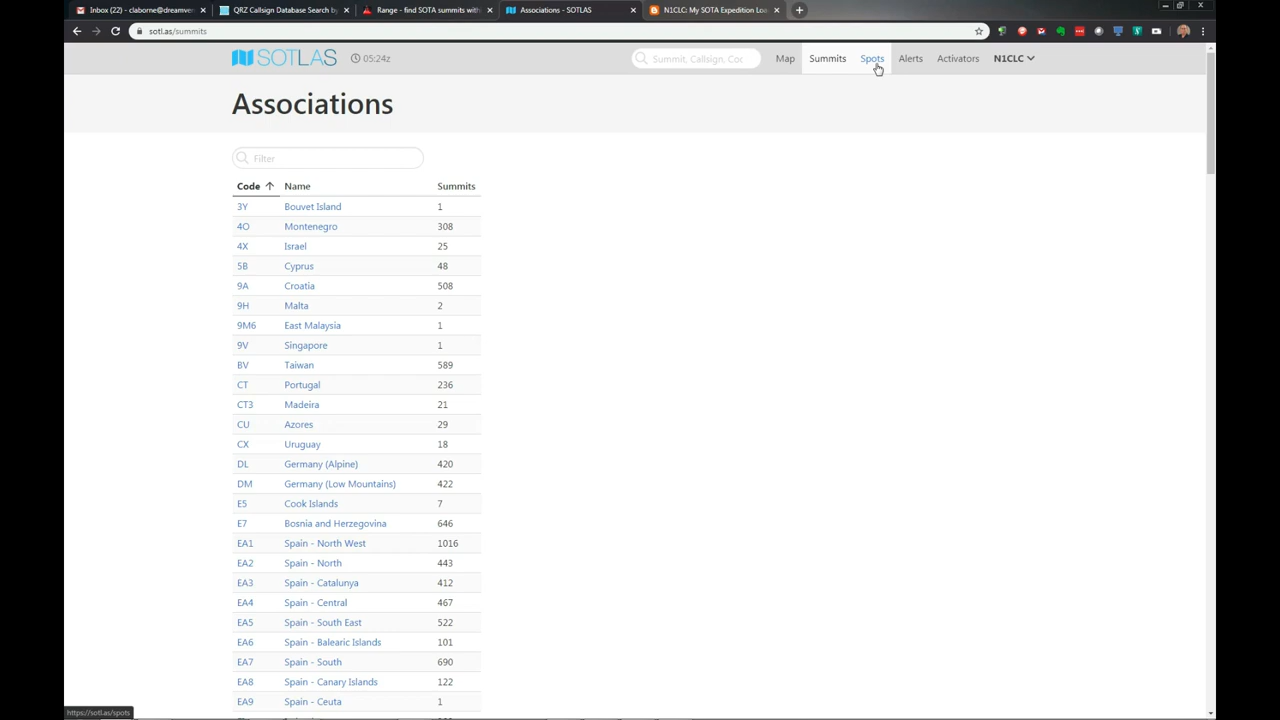 Inbox (22) - claborne@dreamve
QRZ Callsign Database Search by
Range - find SOTA summits with
Associations - SOTLAS
N1CLC: My SOTA Expedition Loa
sotl.as/summits
SOTLAS 05:24z
Summit, Callsign, Coc
Map Summits Spots Alerts Activators N1CLC
Associations
Filter
Code Name Summits
3Y Bouvet Island 1
4O Montenegro 308
4X Israel 25
5B Cyprus 48
9A Croatia 508
9H Malta 2
9M6 East Malaysia 1
9V Singapore 1
BV Taiwan 589
CT Portugal 236
CT3 Madeira 21
CU Azores 29
CX Uruguay 18
DL Germany (Alpine) 420
DM Germany (Low Mountains) 422
E5 Cook Islands 7
E7 Bosnia and Herzegovina 646
EA1 Spain - North West 1016
EA2 Spain - North 443
EA3 Spain - Catalunya 412
EA4 Spain - Central 467
EA5 Spain - South East 522
EA6 Spain - Balearic Islands 101
EA7 Spain - South 690
EA8 Spain - Canary Islands 122
EA9 Spain - Ceuta 1
https://sotl.as/spots